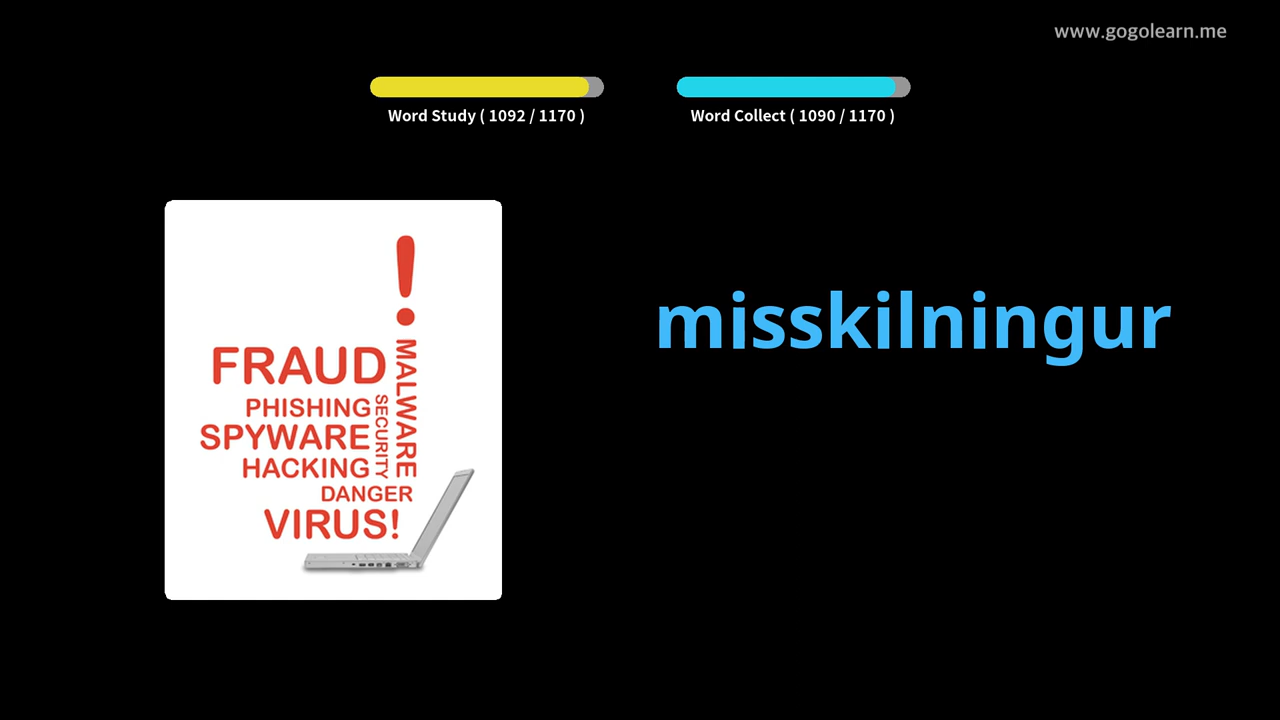 www.gogolearn.me
Word Study ( 1092 / 1170 )
Word Collect ( 1090 / 1170 )
!
FRAUD
PHISHING
SPYWARE
HACKING
DANGER
VIRUS!
SECURITY
MALWARE
misskilningur